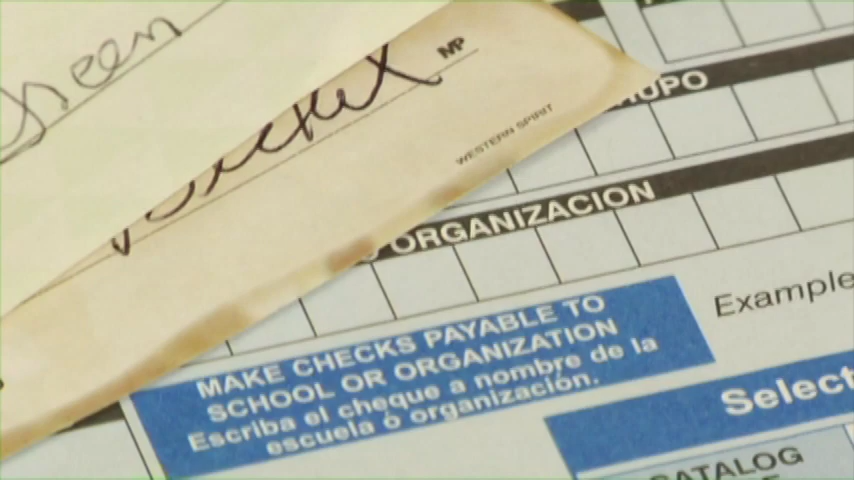 MP
WESTERN SPIRIT
ORGANIZACION
MAKE CHECKS PAYABLE TO
SCHOOL OR ORGANIZATION
Escriba el cheque a nombre de la
escuela ó organización.
Example
Select
CATALOG